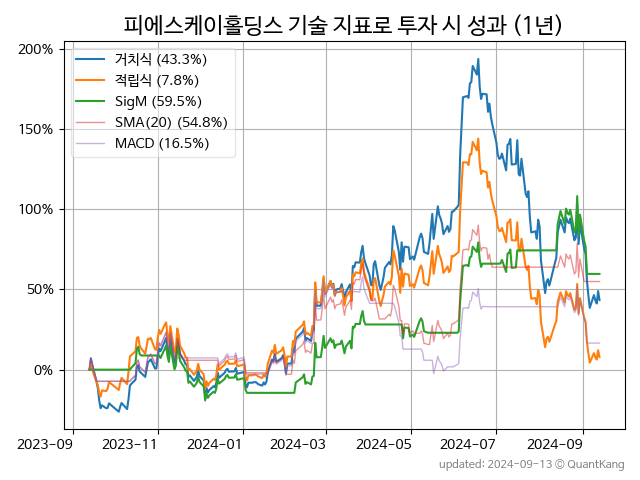 피에스케이홀딩스 기술 지표로 투자 시 성과 (1년)
200%
150%
100%
50%
0%
거치식 (43.3%)
적립식 (7.8%)
SigM (59.5%)
SMA(20) (54.8%)
MACD (16.5%)
2023-09 2023-11 2024-01 2024-03 2024-05 2024-07 2024-09
updated: 2024-09-13 © QuantKang